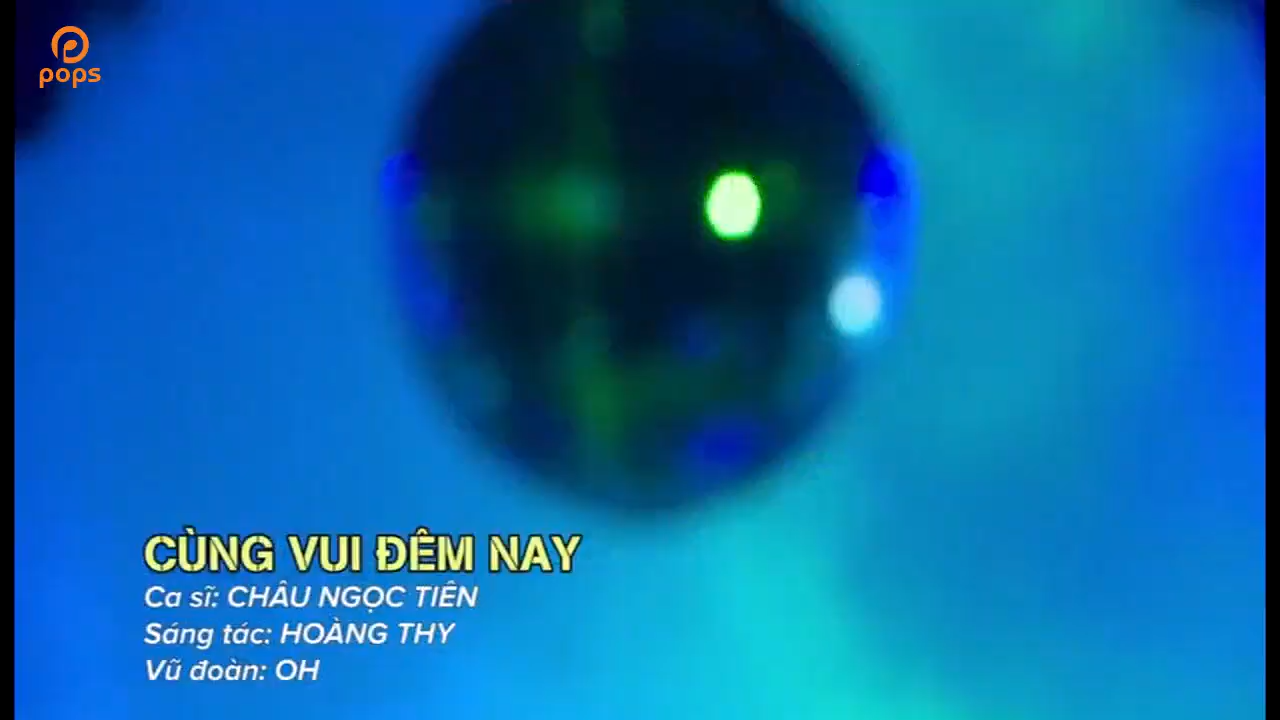 pops
CÙNG VUI ĐÊM NAY
Ca sĩ: CHÂU NGỌC TIÊN
Sáng tác: HOÀNG THY
Vũ đoàn: OH